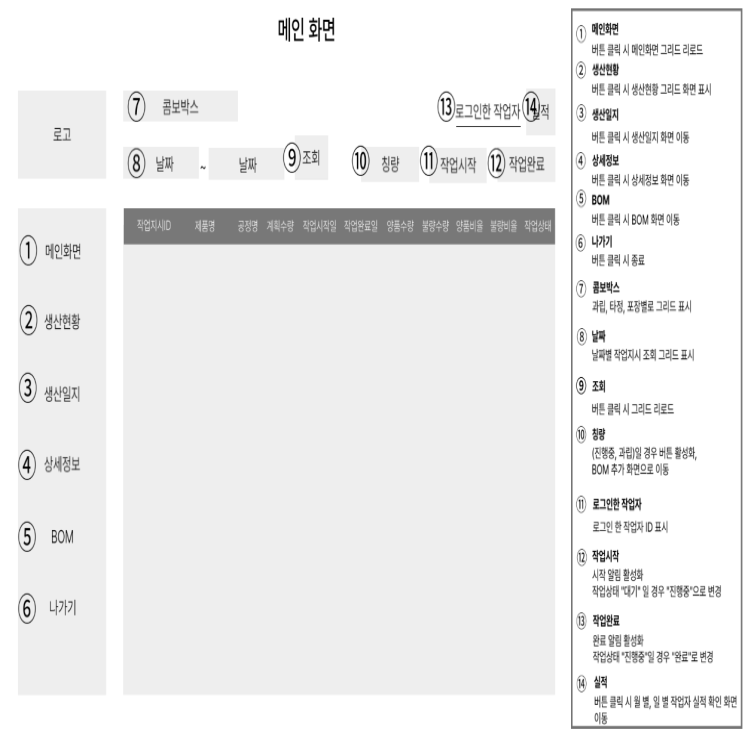 메인 화면
로고
⑦ 콤보박스
⑬ 로그인한 작업자
⑭ 실적
⑧ 날짜 ~ 날짜
⑨ 조회
⑩ 칭량
⑪ 작업시작
⑫ 작업완료
① 메인화면
② 생산현황
③ 생산일지
④ 상세정보
⑤ BOM
⑥ 나가기
작업지시ID 제품명 공정명 계획수량 작업시작일 작업완료일 양품수량 불량수량 양품비율 불량비율 작업상태
① 메인화면
버튼 클릭 시 메인화면 그리드 리로드
② 생산현황
버튼 클릭 시 생산현황 그리드 화면 표시
③ 생산일지
버튼 클릭 시 생산일지 화면 이동
④ 상세정보
버튼 클릭 시 상세정보 화면 이동
⑤ BOM
버튼 클릭 시 BOM 화면 이동
⑥ 나가기
버튼 클릭 시 종료
⑦ 콤보박스
과립, 타정, 포장별로 그리드 표시
⑧ 날짜
날짜별 작업지시 조회 그리드 표시
⑨ 조회
버튼 클릭 시 그리드 리로드
⑩ 칭량
(진행중, 과립)일 경우 버튼 활성화,
BOM 추가 화면으로 이동
⑪ 로그인한 작업자
로그인 한 작업자 ID 표시
⑫ 작업시작
시작 알림 활성화
작업상태 "대기" 일 경우 "진행중"으로 변경
⑬ 작업완료
완료 알림 활성화
작업상태 "진행중"일 경우 "완료"로 변경
⑭ 실적
버튼 클릭 시 월 별, 일 별 작업자 실적 확인 화면
이동